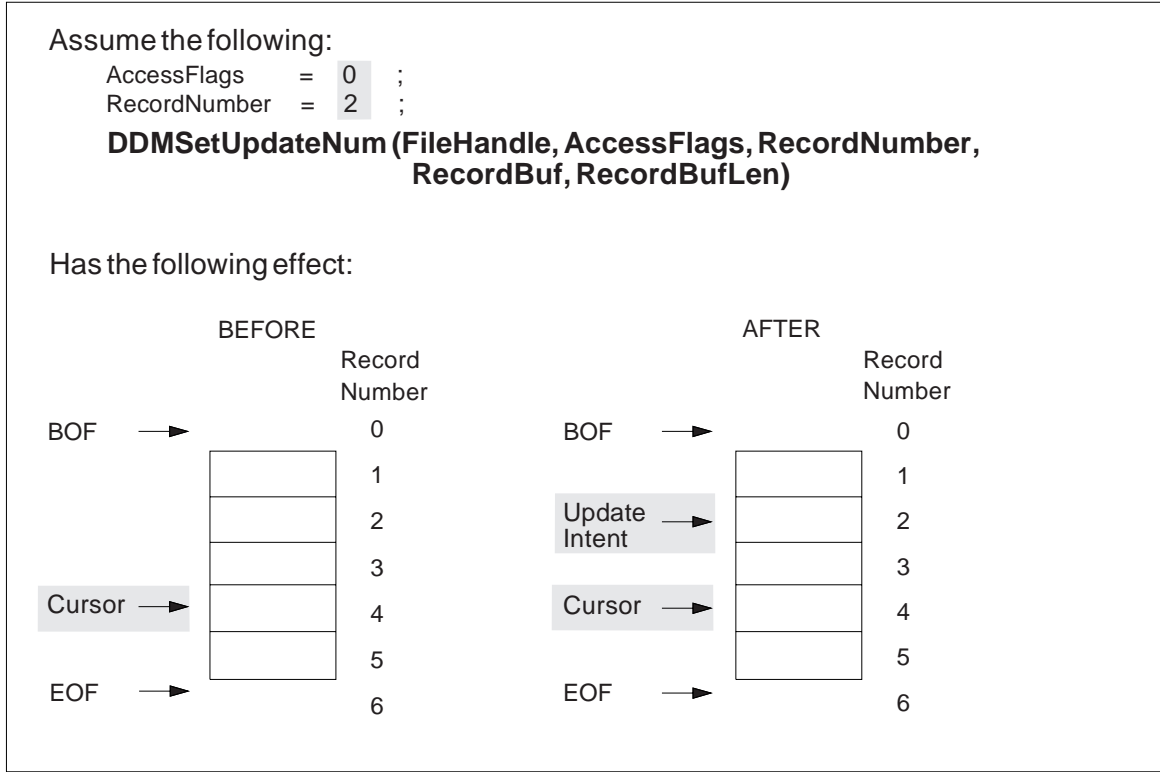 Assume the following:
AccessFlags = 0 ;
RecordNumber = 2 ;
DDMSetUpdateNum (FileHandle, AccessFlags, RecordNumber,
RecordBuf, RecordBufLen)
Has the following effect:
BEFORE
Record
Number
BOF 0
1
2
3
Cursor 4
5
EOF
6
AFTER
Record
Number
BOF 0
1
Update
Intent
2
3
Cursor 4
5
EOF
6